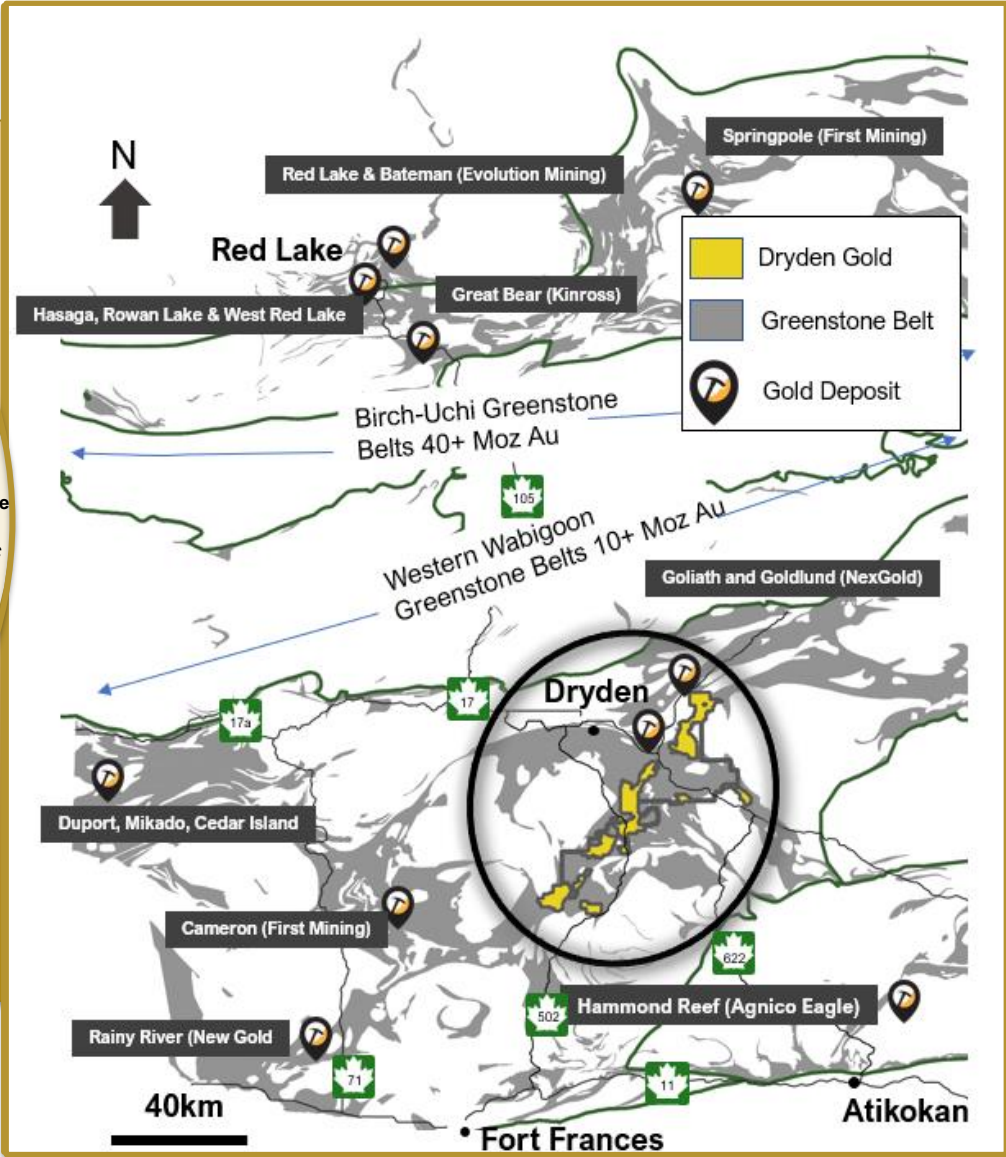 Springpole (First Mining)
N
Red Lake & Bateman (Evolution Mining)
Red Lake
Dryden Gold
Great Bear (Kinross)
Hasaga, Rowan Lake & West Red Lake
Greenstone Belt
Gold Deposit
Birch-Uchi Greenstone
Belts 40+ Moz Au
105
Western Wabigoon
Greenstone Belts 10+ Moz Au
Goliath and Goldlund (NexGold)
Dryden
17
17a
Duport, Mikado, Cedar Island
Cameron (First Mining)
622
Hammond Reef (Agnico Eagle)
502
Rainy River (New Gold
71
11
40km
Atikokan
Fort Frances